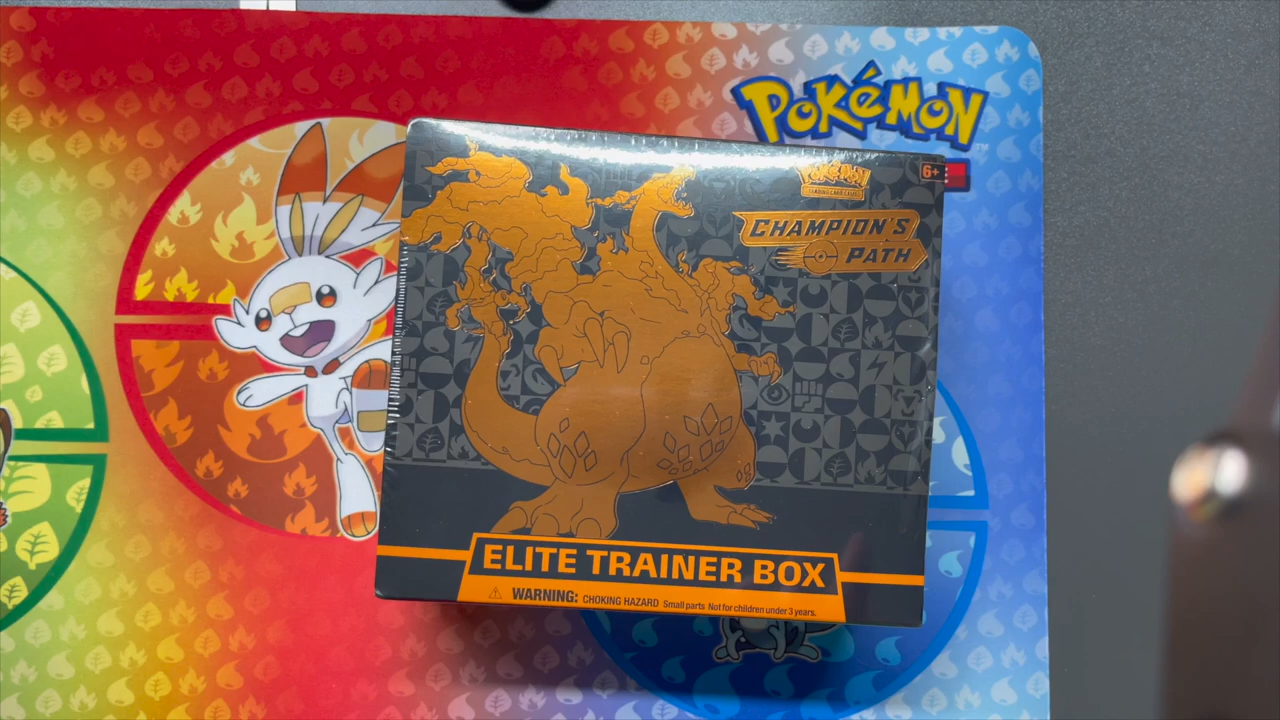 POKéMON
TM
6+
POKéMON
TRADING CARD GAME
CHAMPION'S
PATH
ELITE TRAINER BOX
⚠ WARNING: CHOKING HAZARD Small parts Not for children under 3 years.